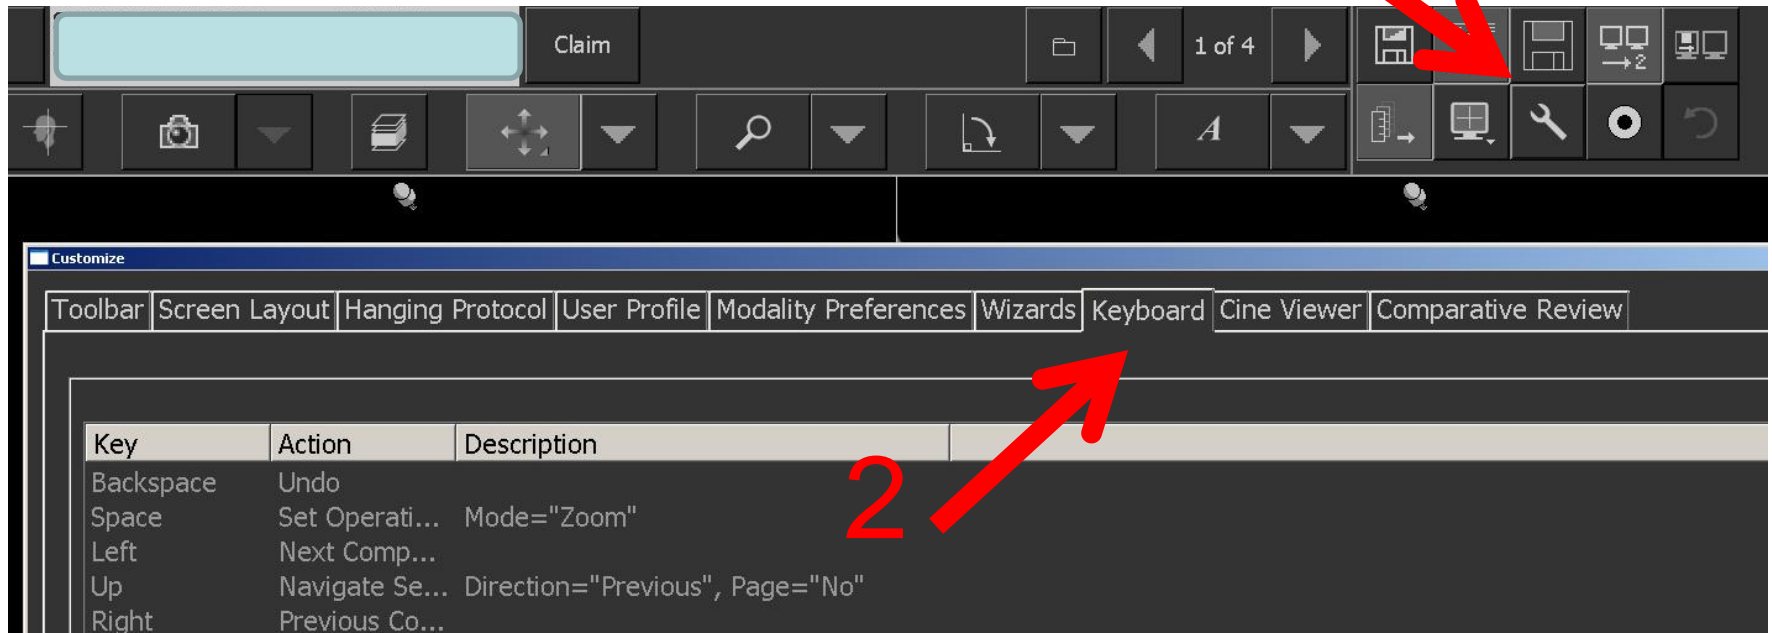 Claim
1 of 4
2
A
Customize
Toolbar Screen Layout Hanging Protocol User Profile Modality Preferences Wizards Keyboard Cine Viewer Comparative Review
Key Action Description
Backspace Undo
Space Set Operati... Mode="Zoom"
Left Next Comp...
Up Navigate Se... Direction="Previous", Page="No"
Right Previous Co...
2